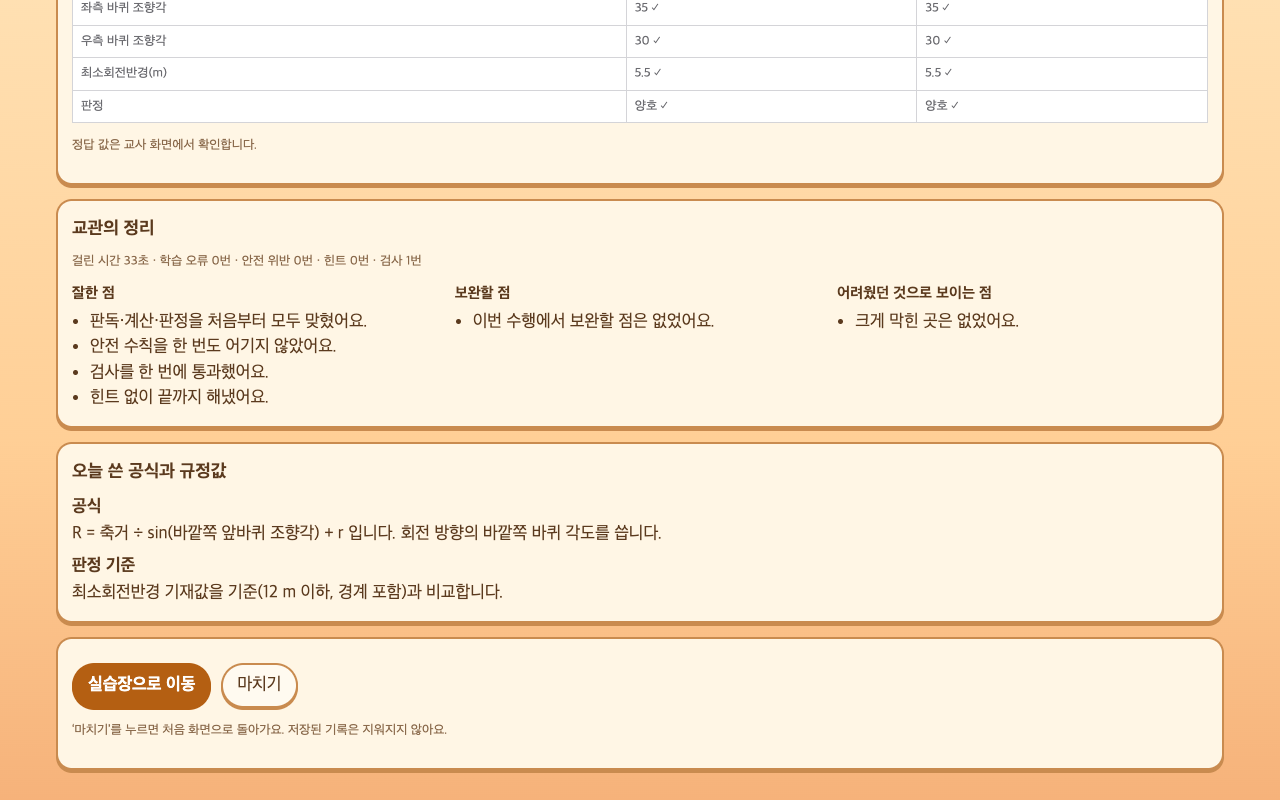 좌측 바퀴 조향각 35 ✓ 35 ✓
우측 바퀴 조향각 30 ✓ 30 ✓
최소회전반경(m) 5.5 ✓ 5.5 ✓
판정 양호 ✓ 양호 ✓
정답 값은 교사 화면에서 확인합니다.
교관의 정리
걸린 시간 33초 · 학습 오류 0번 · 안전 위반 0번 · 힌트 0번 · 검사 1번
잘한 점
• 판독·계산·판정을 처음부터 모두 맞혔어요.
• 안전 수칙을 한 번도 어기지 않았어요.
• 검사를 한 번에 통과했어요.
• 힌트 없이 끝까지 해냈어요.
보완할 점
• 이번 수행에서 보완할 점은 없었어요.
어려웠던 것으로 보이는 점
• 크게 막힌 곳은 없었어요.
오늘 쓴 공식과 규정값
공식
R = 축거 ÷ sin(바깥쪽 앞바퀴 조향각) + r 입니다. 회전 방향의 바깥쪽 바퀴 각도를 씁니다.
판정 기준
최소회전반경 기재값을 기준(12 m 이하, 경계 포함)과 비교합니다.
실습장으로 이동 마치기
'마치기'를 누르면 처음 화면으로 돌아가요. 저장된 기록은 지워지지 않아요.